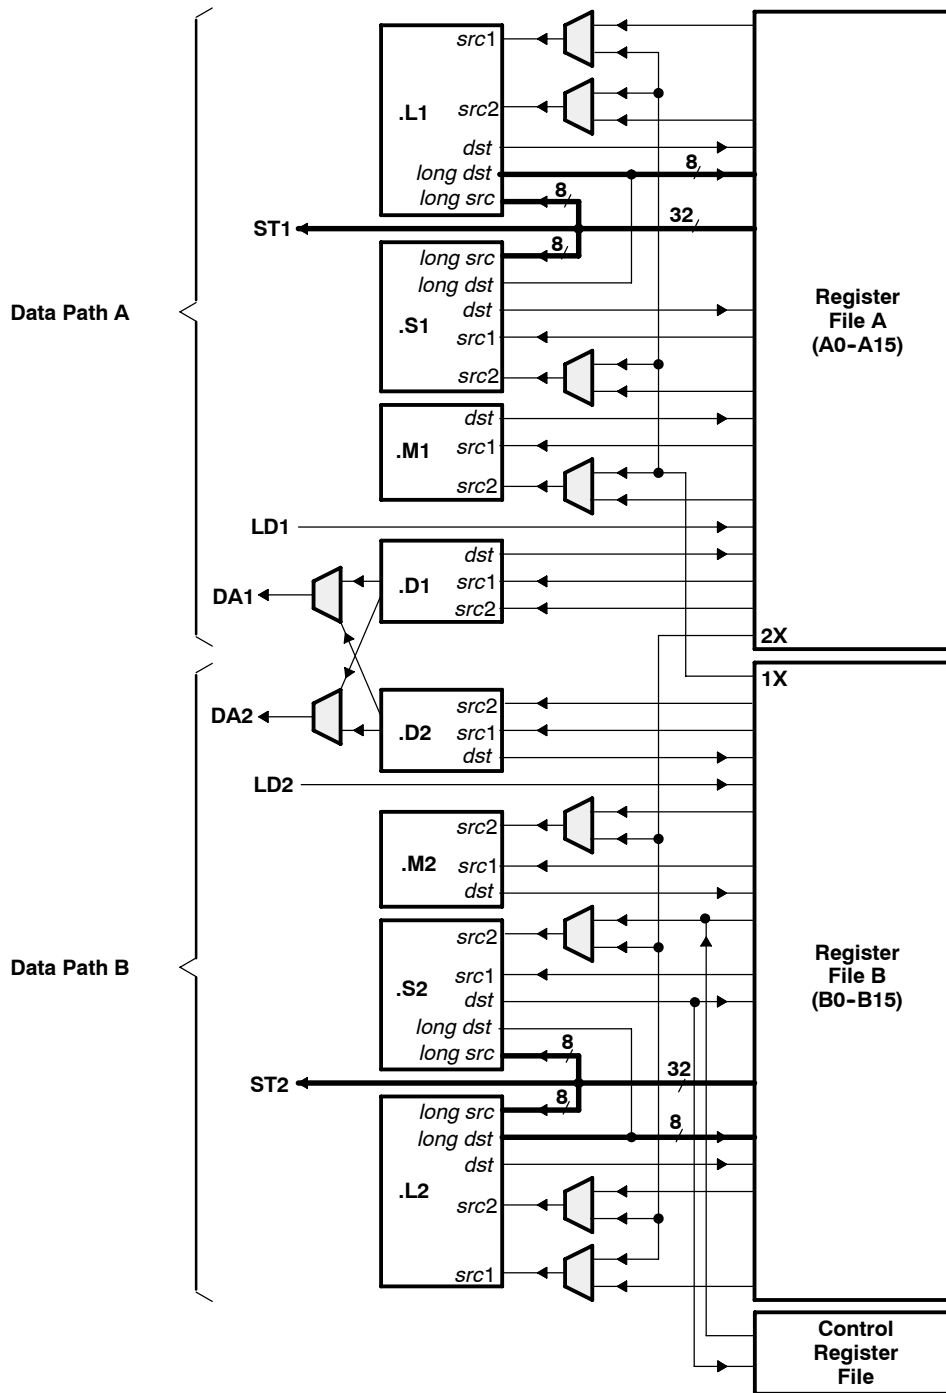 src1
.L1
src2
dst
long dst
8
long src
8
ST1
32
8
long src
long dst
Data Path A
dst
.S1
src1
src2
Register
File A
(A0-A15)
dst
.M1
src1
src2
LD1
dst
.D1
src1
src2
DA1
2X
1X
DA2
src2
.D2
src1
dst
LD2
src2
.M2
src1
dst
src2
Data Path B
src1
.S2
dst
long dst
8
long src
Register
File B
(B0-B15)
ST2
32
8
long src
long dst
8
dst
.L2
src2
src1
Control
Register
File